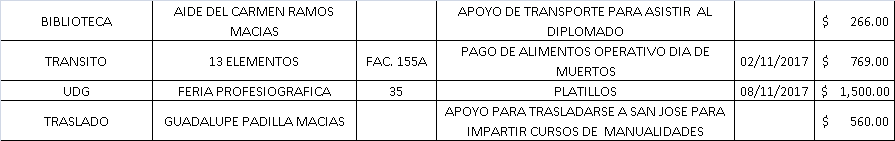 BIBLIOTECA AIDE DEL CARMEN RAMOS MACIAS APOYO DE TRANSPORTE PARA ASISTIR AL DIPLOMADO $ 266.00
TRANSITO 13 ELEMENTOS FAC. 155A PAGO DE ALIMENTOS OPERATIVO DIA DE MUERTOS 02/11/2017 $ 769.00
UDG FERIA PROFESIOGRAFICA 35 PLATILLOS 08/11/2017 $ 1,500.00
TRASLADO GUADALUPE PADILLA MACIAS APOYO PARA TRASLADARSE A SAN JOSE PARA IMPARTIR CURSOS DE MANUALIDADES $ 560.00